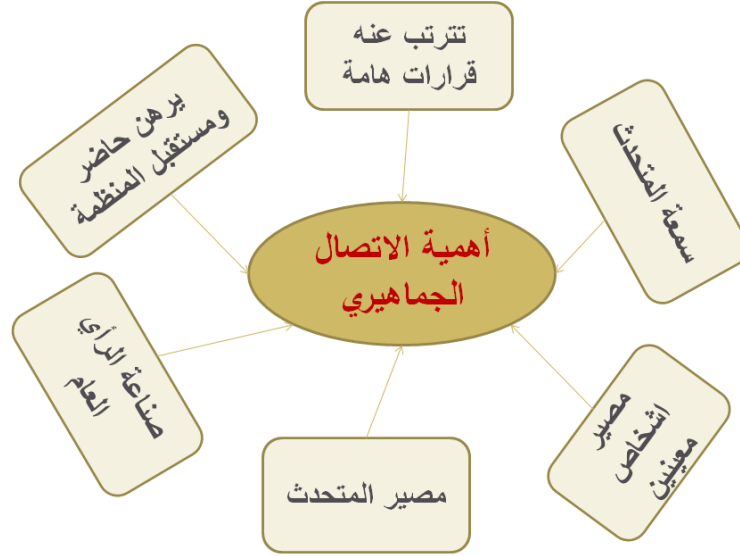 تترتب عنه
قرارات هامة
سمعة المتحدث
مصير
اشخاص
معينين
مصير المتحدث
صناعة الرأي
العام
يرهن حاضر
ومستقبل المنظمة
أهمية الاتصال
الجماهيري